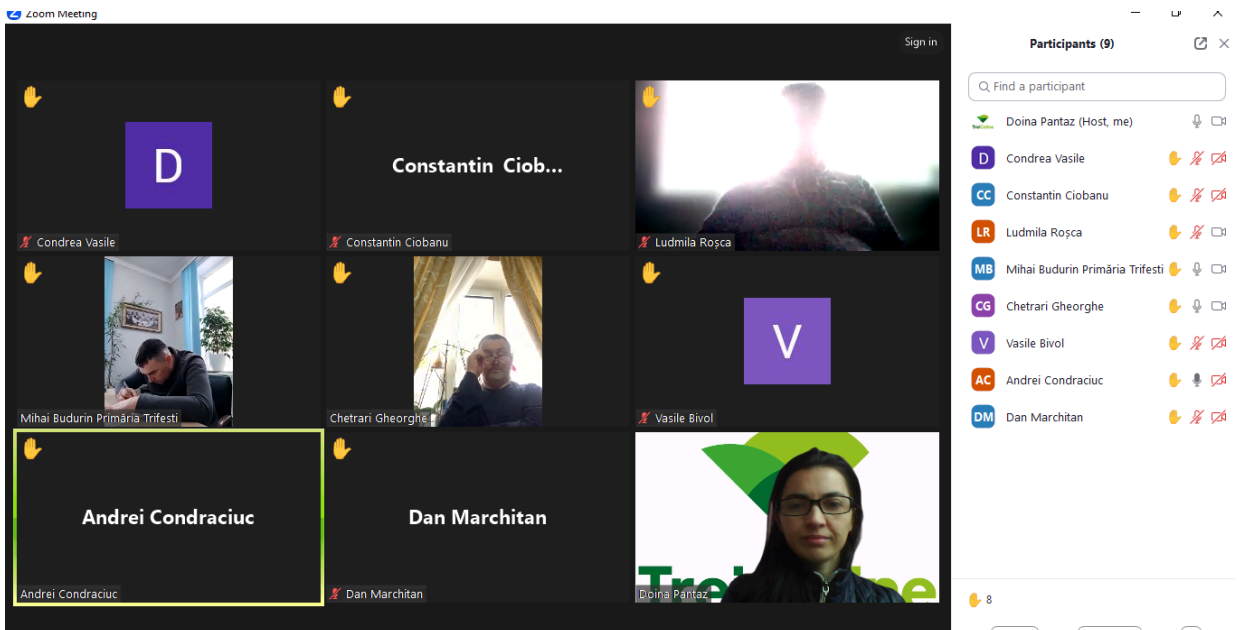 Zoom Meeting
Sign in
D
Condrea Vasile
Constantin Ciob...
Constantin Ciobanu
Ludmila Roșca
Mihai Budurin Primăria Trifesti
Chetrari Gheorghe
V
Vasile Bivol
Andrei Condraciuc
Andrei Condraciuc
Dan Marchitan
Dan Marchitan
Doina Pantaz
Participants (9)
Find a participant
Doina Pantaz (Host, me)
D Condrea Vasile
CC Constantin Ciobanu
LR Ludmila Roșca
MB Mihai Budurin Primăria Trifesti
CG Chetrari Gheorghe
V Vasile Bivol
AC Andrei Condraciuc
DM Dan Marchitan
8